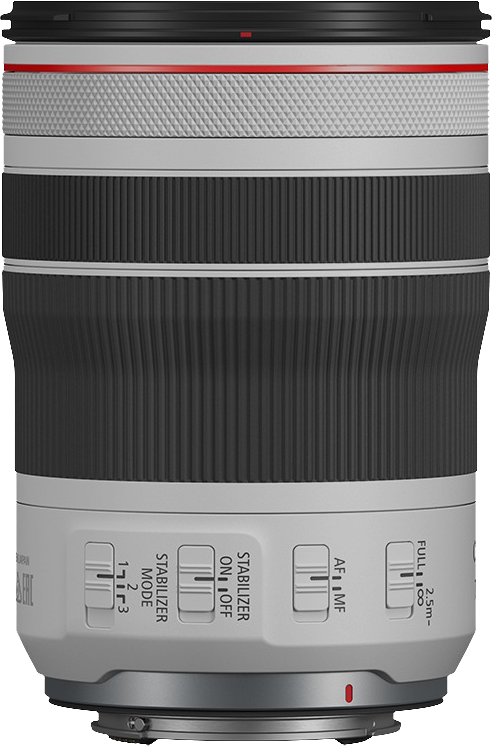 FULL
2.5m-∞
AF MF
STABILIZER
ON OFF
STABILIZER
MODE
1 2 3